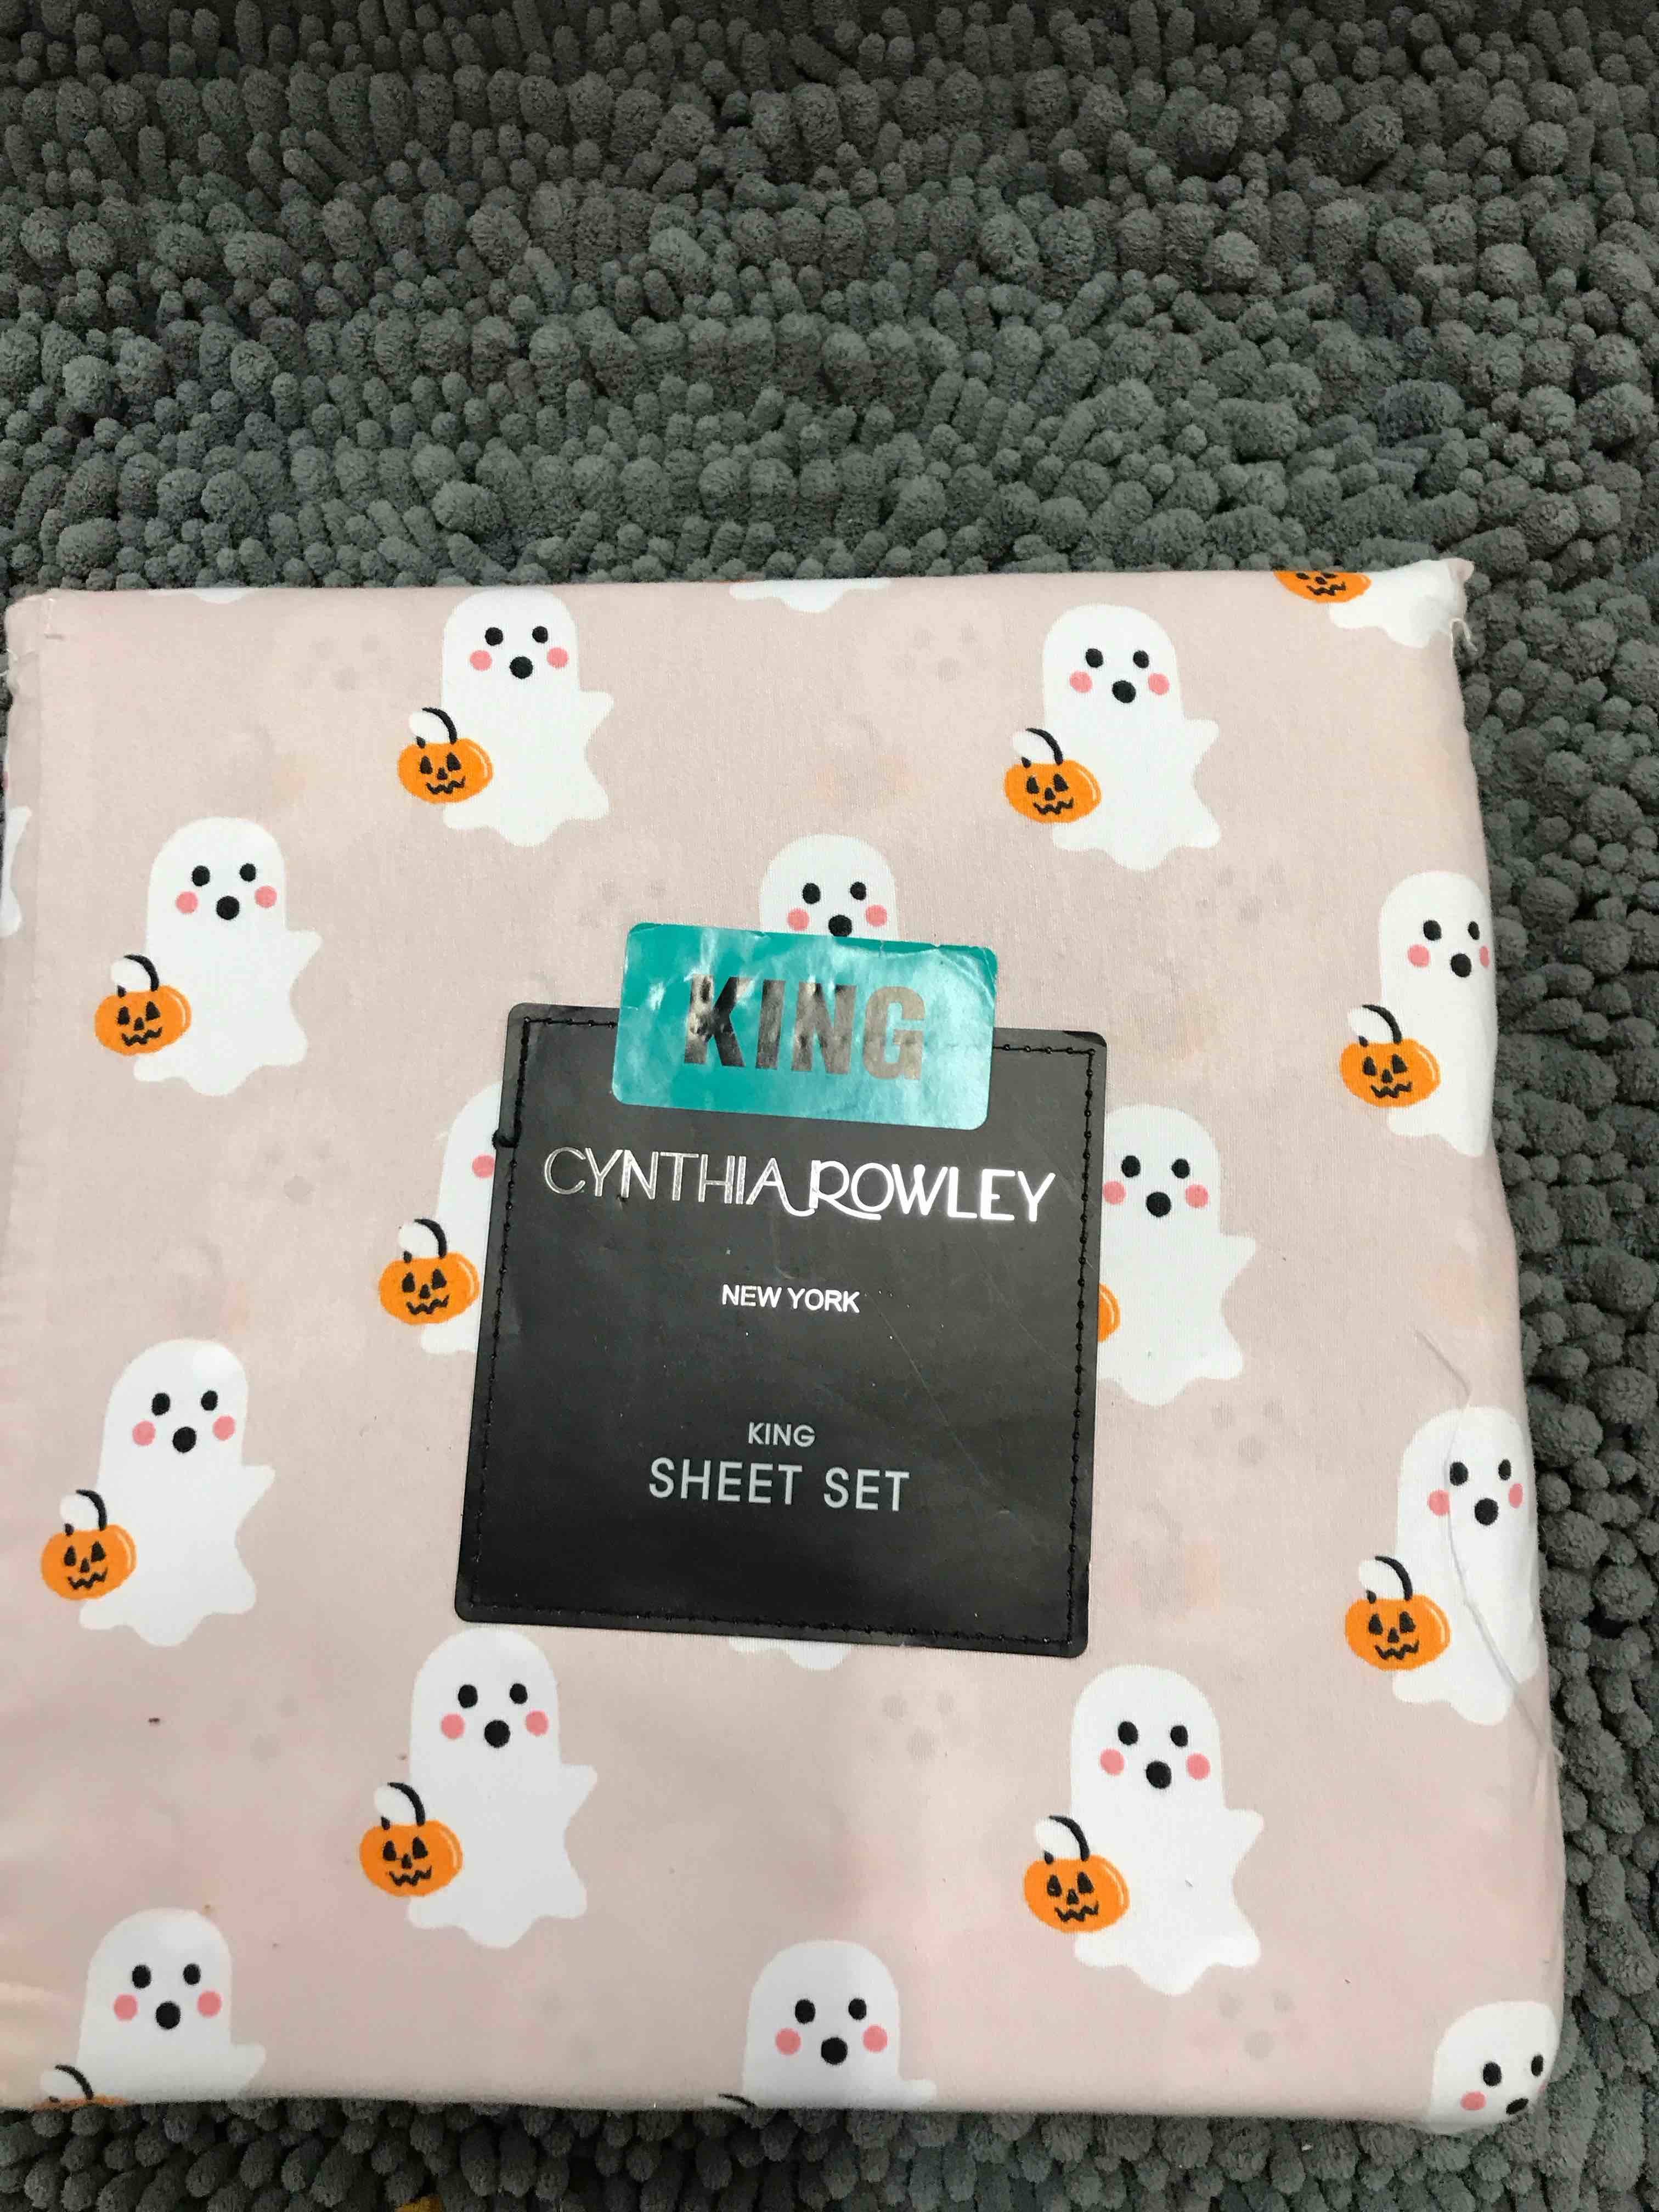 KING
CYNTHIA ROWLEY
NEW YORK
KING
SHEET SET